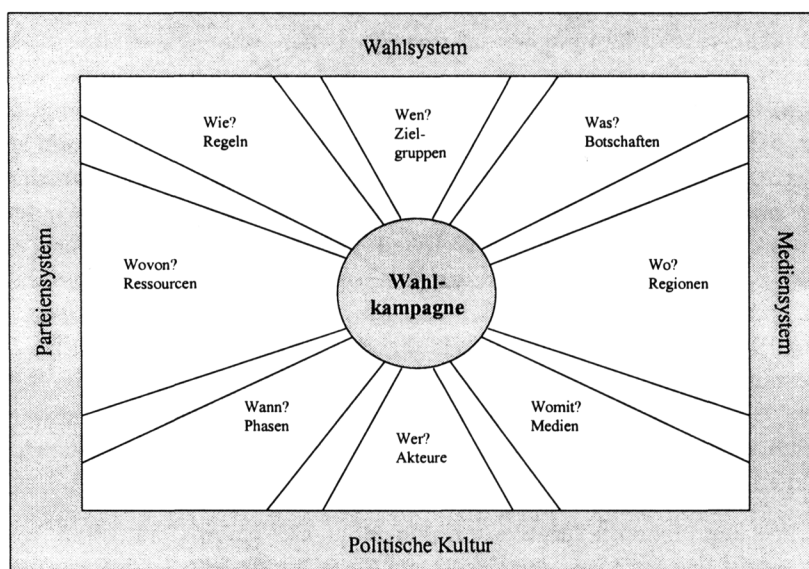 Wahlsystem
Wie?
Regeln
Wen?
Ziel-
gruppen
Was?
Botschaften
Parteiensystem
Wovon?
Ressourcen
Wahl-
kampagne
Wo?
Regionen
Mediensystem
Wann?
Phasen
Wer?
Akteure
Womit?
Medien
Politische Kultur